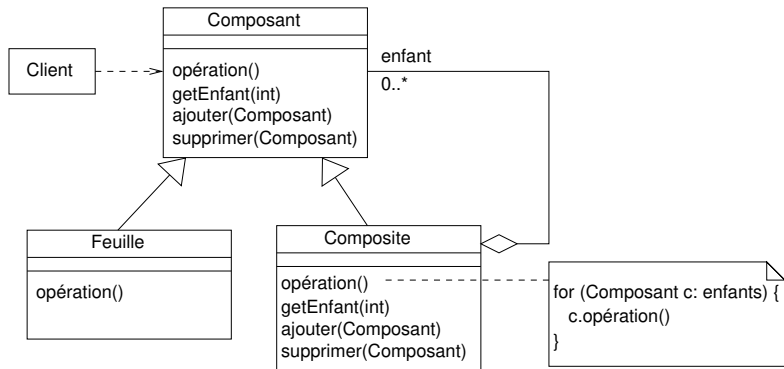 Composant
opération()
getEnfant(int)
ajouter(Composant)
supprimer(Composant)
Client
enfant
0..*
Feuille
opération()
Composite
opération()
getEnfant(int)
ajouter(Composant)
supprimer(Composant)
for (Composant c: enfants) {
c.opération()
}